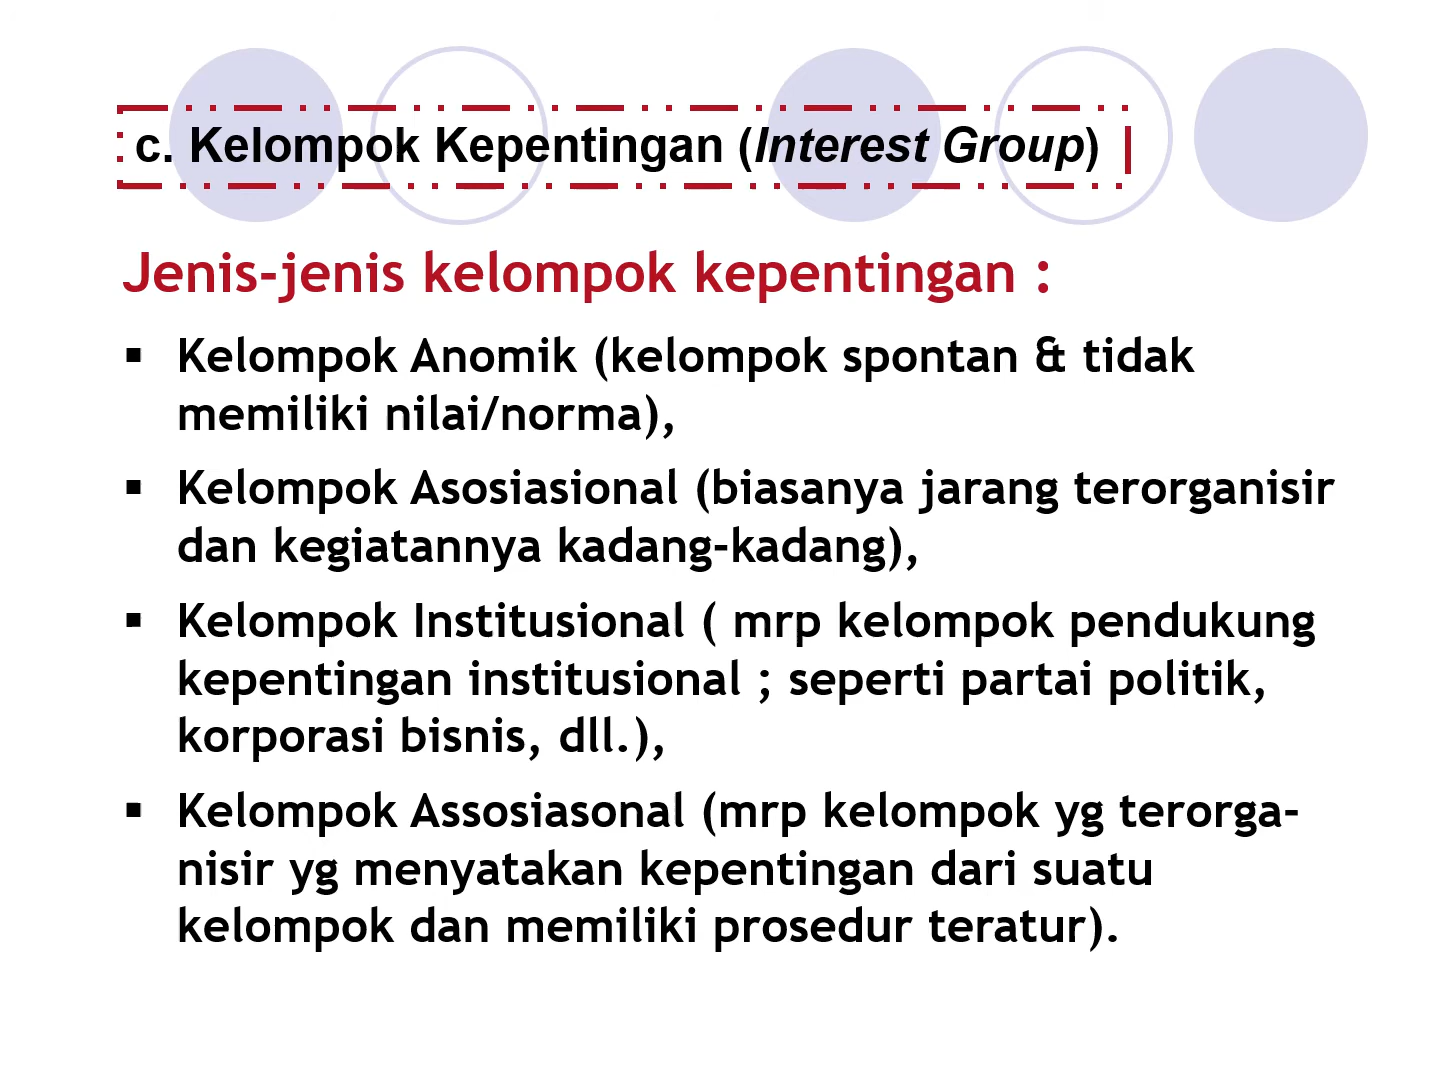 c. Kelompok Kepentingan (Interest Group)
Jenis-jenis kelompok kepentingan :
▪ Kelompok Anomik (kelompok spontan & tidak
memiliki nilai/norma),
▪ Kelompok Asosiasional (biasanya jarang terorganisir
dan kegiatannya kadang-kadang),
▪ Kelompok Institusional ( mrp kelompok pendukung
kepentingan institusional ; seperti partai politik,
korporasi bisnis, dll.),
▪ Kelompok Assosiasonal (mrp kelompok yg terorga-
nisir yg menyatakan kepentingan dari suatu
kelompok dan memiliki prosedur teratur).